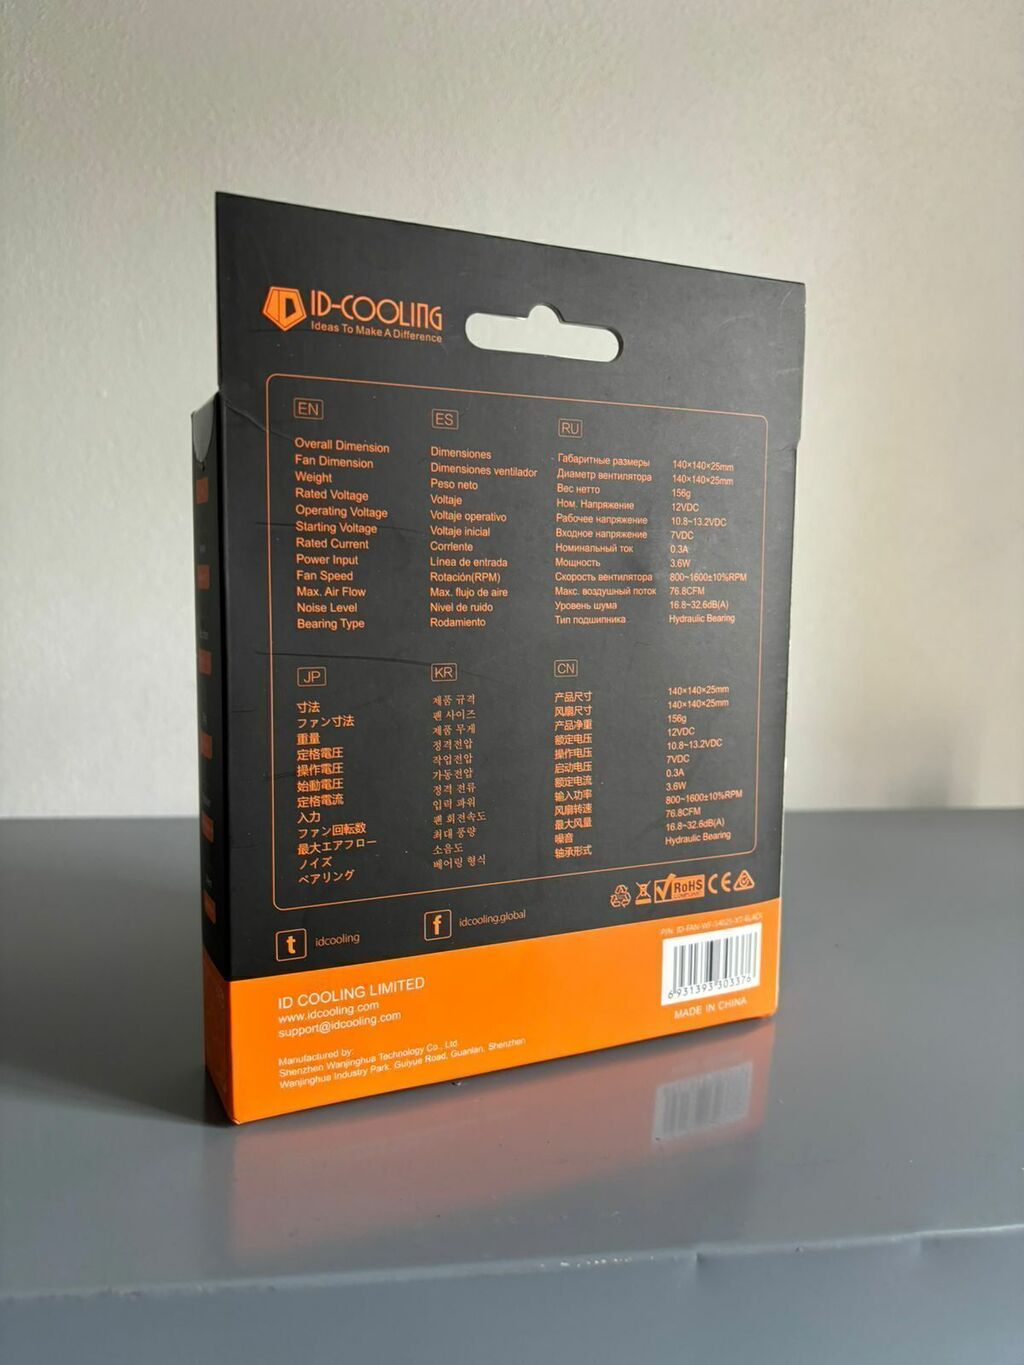 ID-COOLING
Ideas To Make A Difference
EN
Overall Dimension
Fan Dimension
Weight
Rated Voltage
Operating Voltage
Starting Voltage
Rated Current
Power Input
Fan Speed
Max. Air Flow
Noise Level
Bearing Type
ES
Dimensiones
Dimensiones ventilador
Peso neto
Voltaje
Voltaje operativo
Voltaje inicial
Corrlente
Línea de entrada
Rotación(RPM)
Max. flujo de aire
Nivel de ruido
Rodamiento
RU
Габаритные размеры
Диаметр вентилятора
Вес нетто
Ном. Напряжение
Рабочее напряжение
Входное напряжение
Номинальный ток
Мощность
Скорость вентилятора
Макс. воздушный поток
Уровень шума
Тип подшипника
140×140×25mm
140×140×25mm
156g
12VDC
10.8~13.2VDC
7VDC
0.3A
3.6W
800~1600±10%RPM
76.8CFM
16.8~32.6dB(A)
Hydraulic Bearing
JP
寸法
ファン寸法
重量
定格電圧
操作電圧
始動電圧
定格電流
入力
ファン回転数
最大エアフロー
ノイズ
ベアリング
KR
제품 규격
팬 사이즈
제품 무게
정격전압
작업전압
가동전압
정격 전류
입력 파워
팬 회전속도
최대 풍량
소음도
베어링 형식
CN
产品尺寸
风扇尺寸
产品净重
额定电压
操作电压
启动电压
额定电流
输入功率
风扇转速
最大风量
噪音
轴承形式
140×140×25mm
140×140×25mm
156g
12VDC
10.8~13.2VDC
7VDC
0.3A
3.6W
800~1600±10%RPM
76.8CFM
16.8~32.6dB(A)
Hydraulic Bearing
t idcooling
f idcooling.global
RoHS
COMPLIANT
CE
ID COOLING LIMITED
www.idcooling.com
support@idcooling.com
Manufactured by:
Shenzhen Wanjinghua Technology Co., Ltd
Wanjinghua Industry Park, Guiyue Road, Guanlan, Shenzhen
P/N: ID-FAN-WF-14025-XT-BLACK
6 931393 303376
MADE IN CHINA